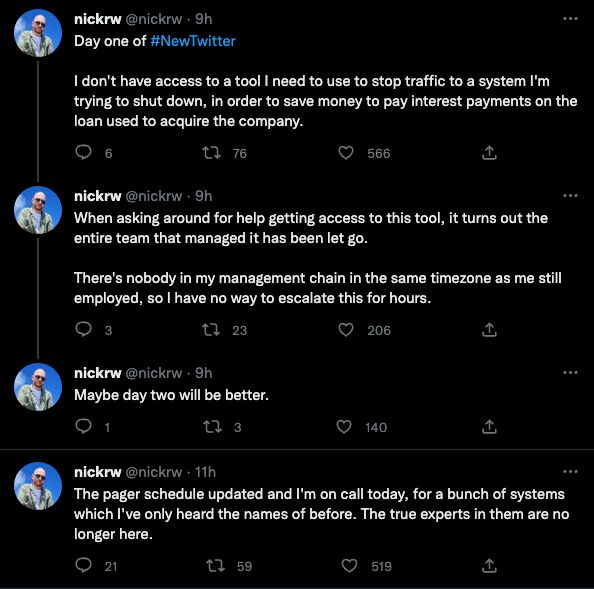 nickrw @nickrw · 9h
Day one of #NewTwitter
I don't have access to a tool I need to use to stop traffic to a system I'm
trying to shut down, in order to save money to pay interest payments on the
loan used to acquire the company.
6 76 566
nickrw @nickrw · 9h
When asking around for help getting access to this tool, it turns out the
entire team that managed it has been let go.
There's nobody in my management chain in the same timezone as me still
employed, so I have no way to escalate this for hours.
3 23 206
nickrw @nickrw · 9h
Maybe day two will be better.
1 3 140
nickrw @nickrw · 11h
The pager schedule updated and I'm on call today, for a bunch of systems
which I've only heard the names of before. The true experts in them are no
longer here.
21 59 519